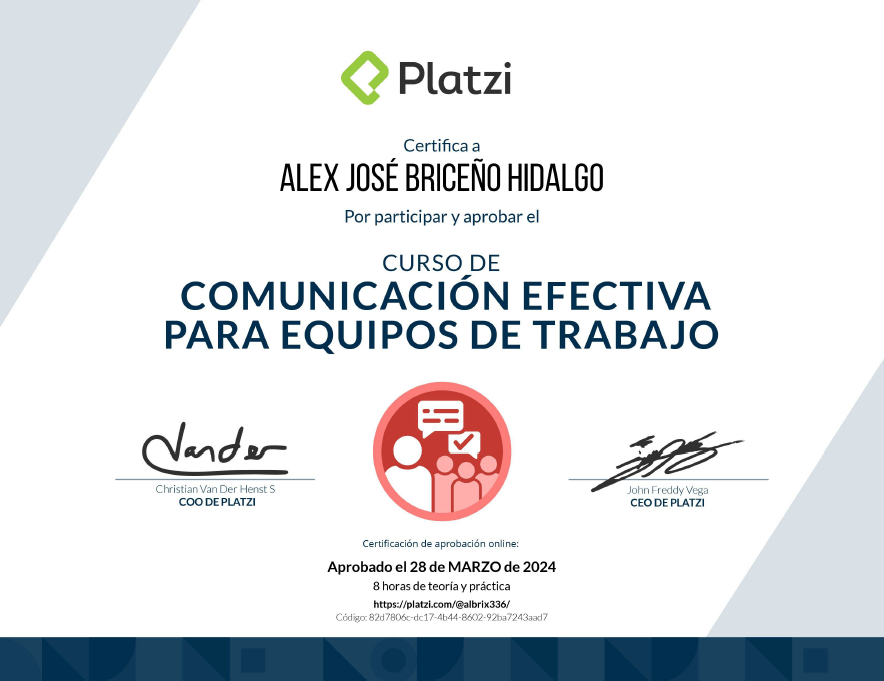 Platzi
Certifica a
ALEX JOSÉ BRICEÑO HIDALGO
Por participar y aprobar el
CURSO DE
COMUNICACIÓN EFECTIVA
PARA EQUIPOS DE TRABAJO
Vander
Christian Van Der Henst S
COO DE PLATZI
John Freddy Vega
CEO DE PLATZI
Certificación de aprobación online:
Aprobado el 28 de MARZO de 2024
8 horas de teoría y práctica
https://platzi.com/@albrix336/
Código: 82d7806c-dc17-4b44-8602-92ba7243aad7